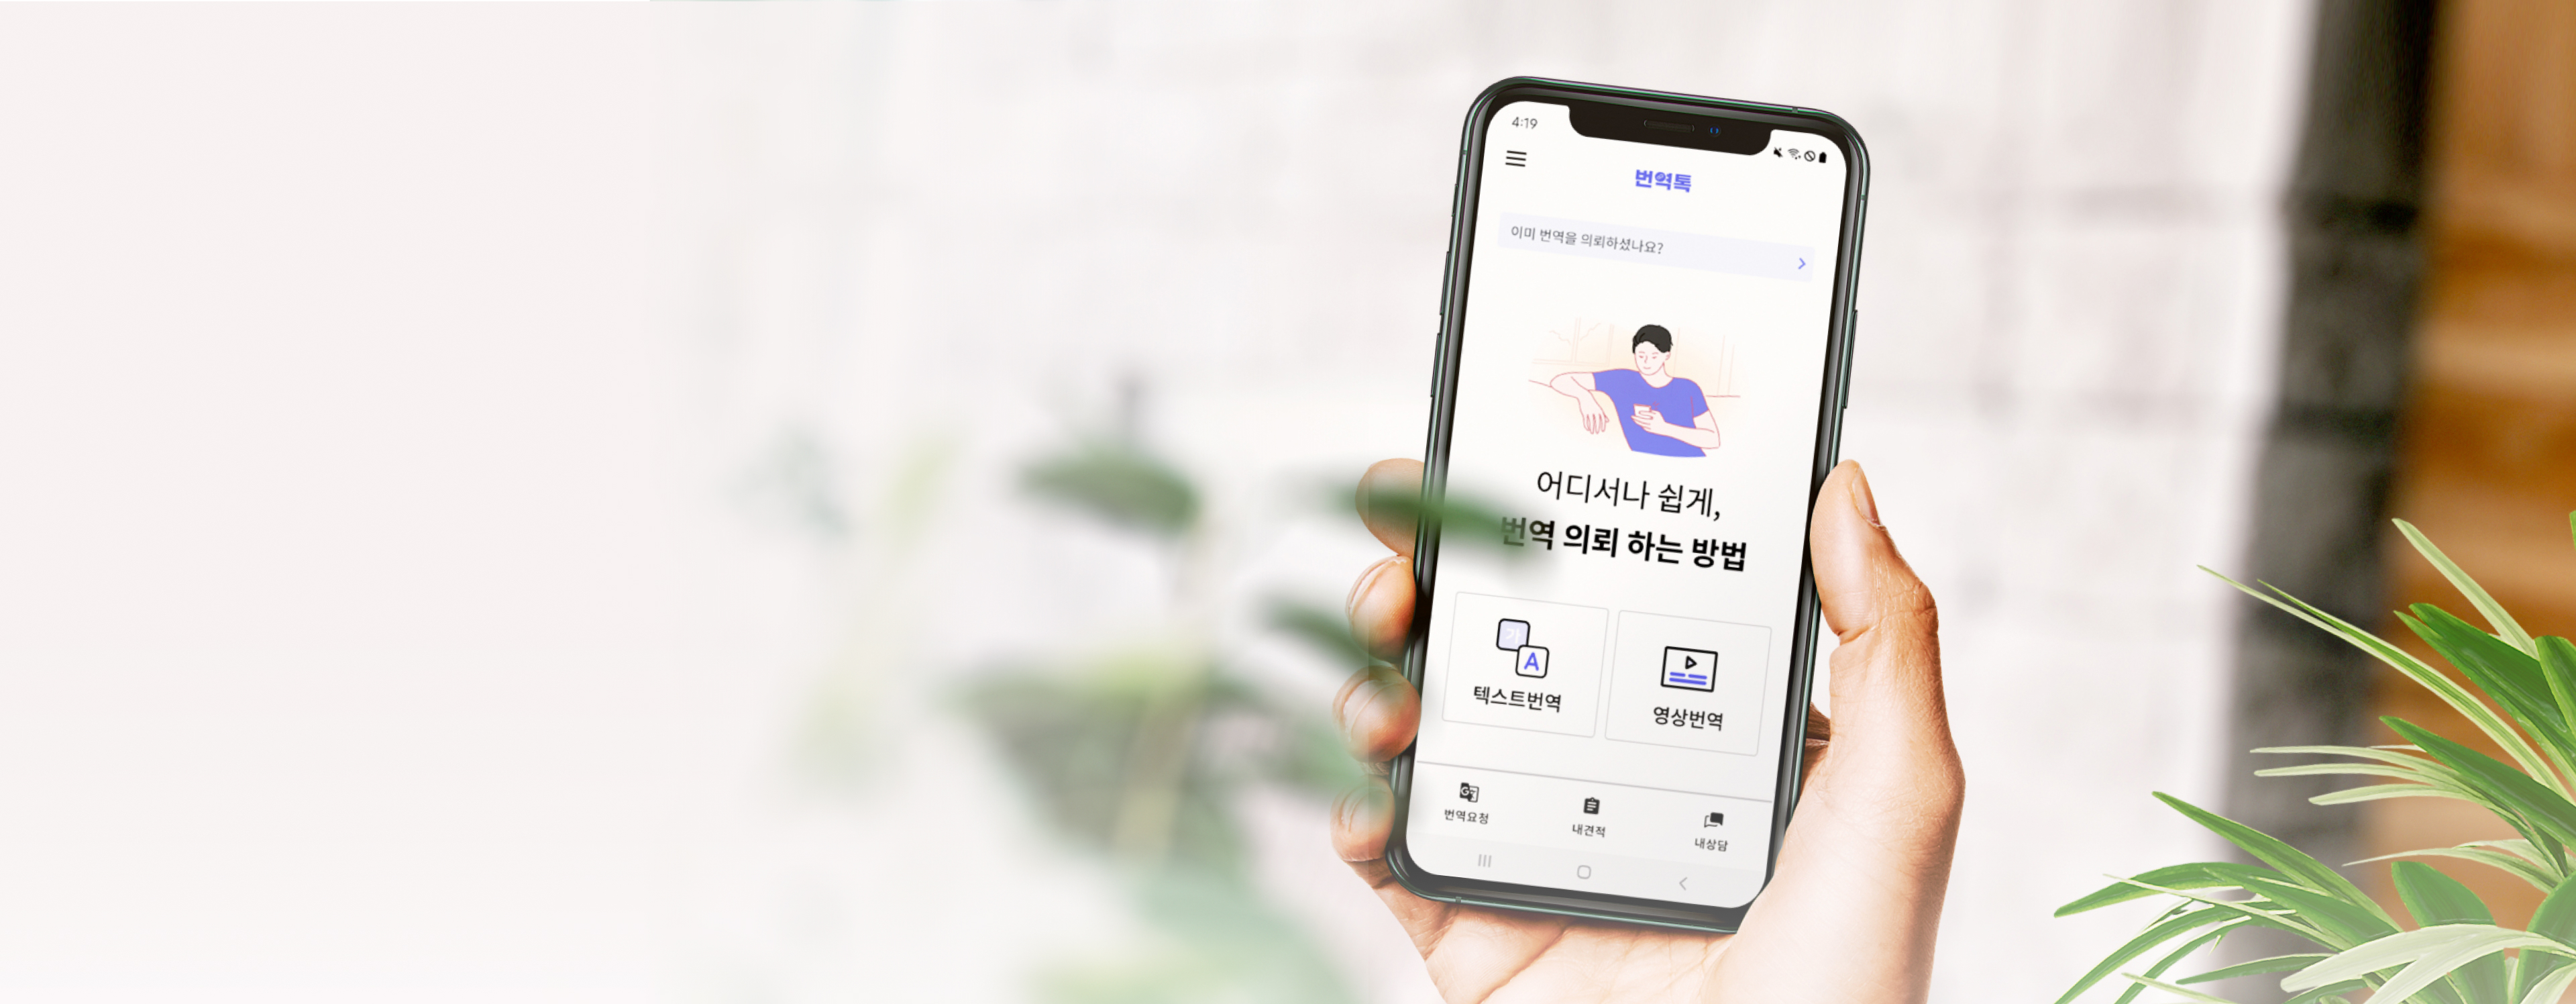 4:19
번역톡
이미 번역을 의뢰하셨나요?
어디서나 쉽게,
번역 의뢰 하는 방법
가
A
텍스트번역
영상번역
번역요청
내견적
내상담